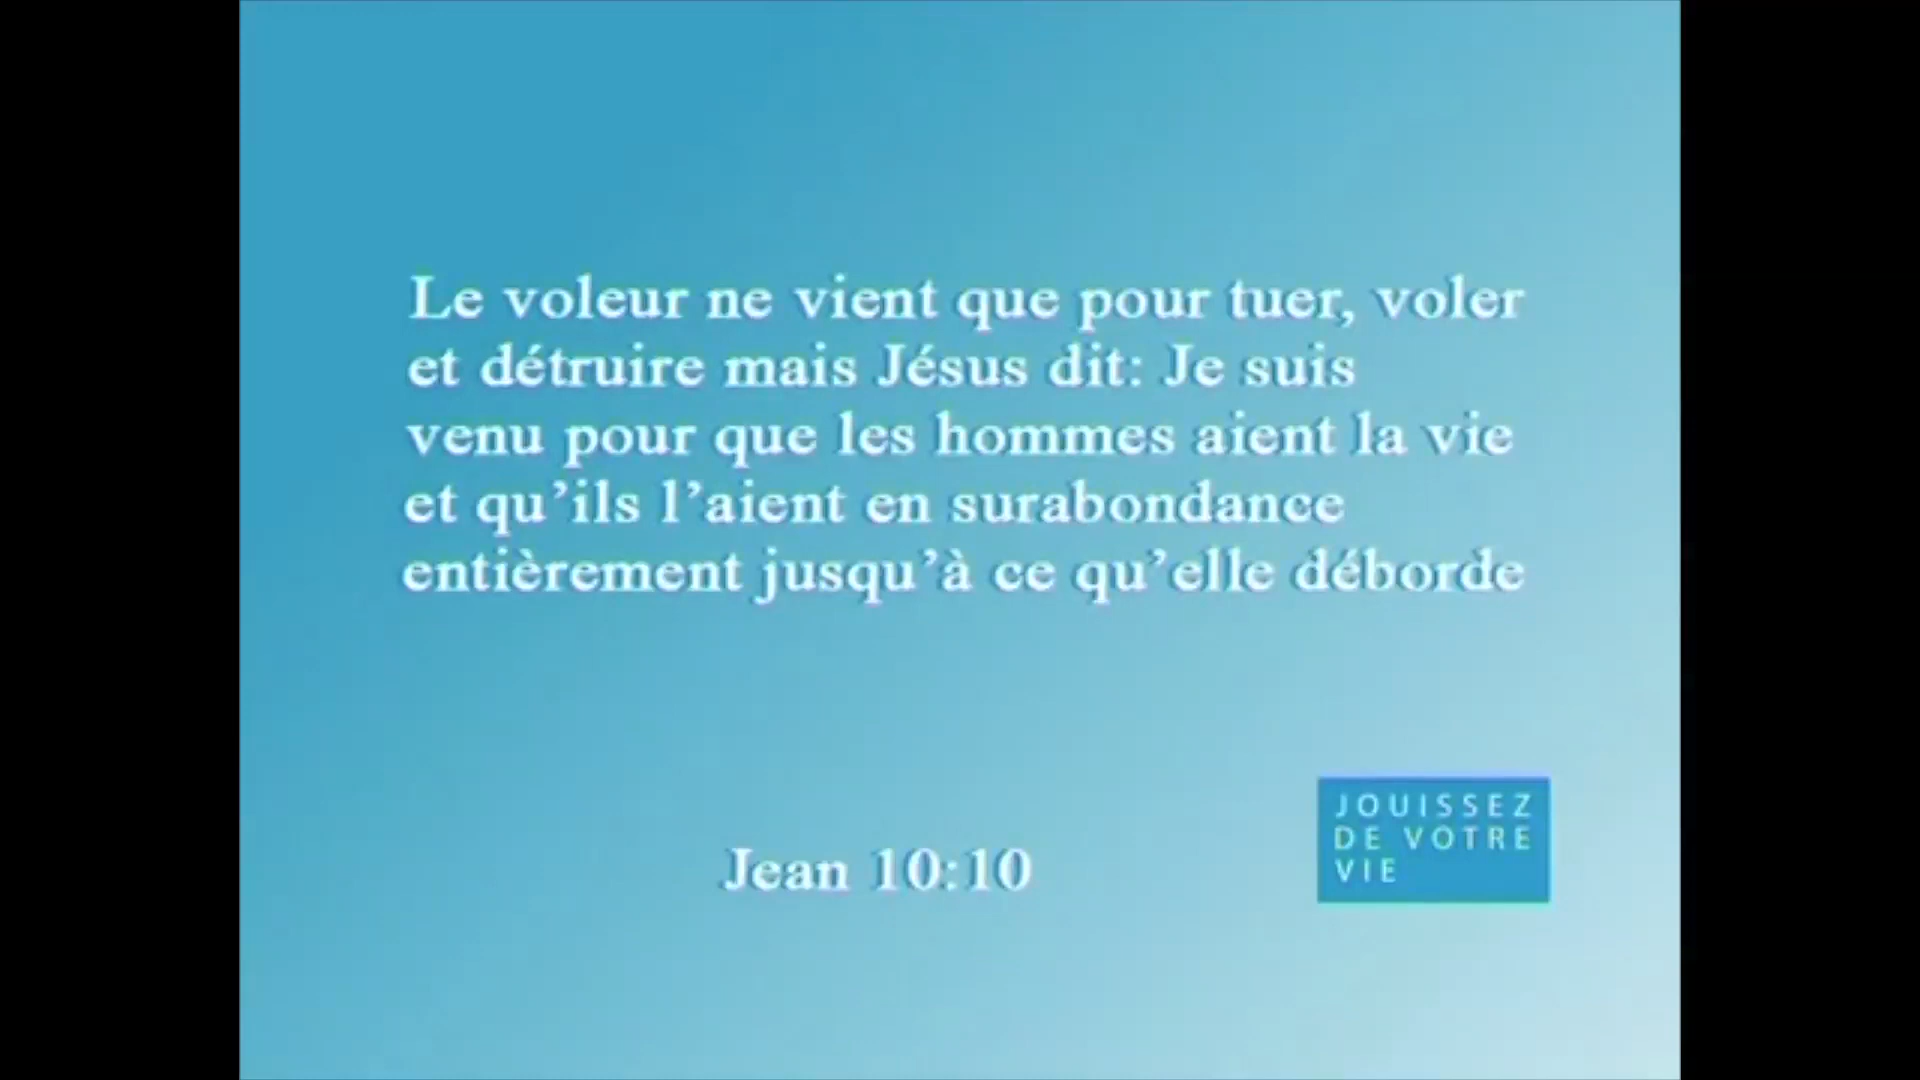 Le voleur ne vient que pour tuer, voler
et détruire mais Jésus dit: Je suis
venu pour que les hommes aient la vie
et qu’ils l’aient en surabondance
entièrement jusqu’à ce qu’elle déborde
Jean 10:10
JOUISSEZ
DE VOTRE
VIE